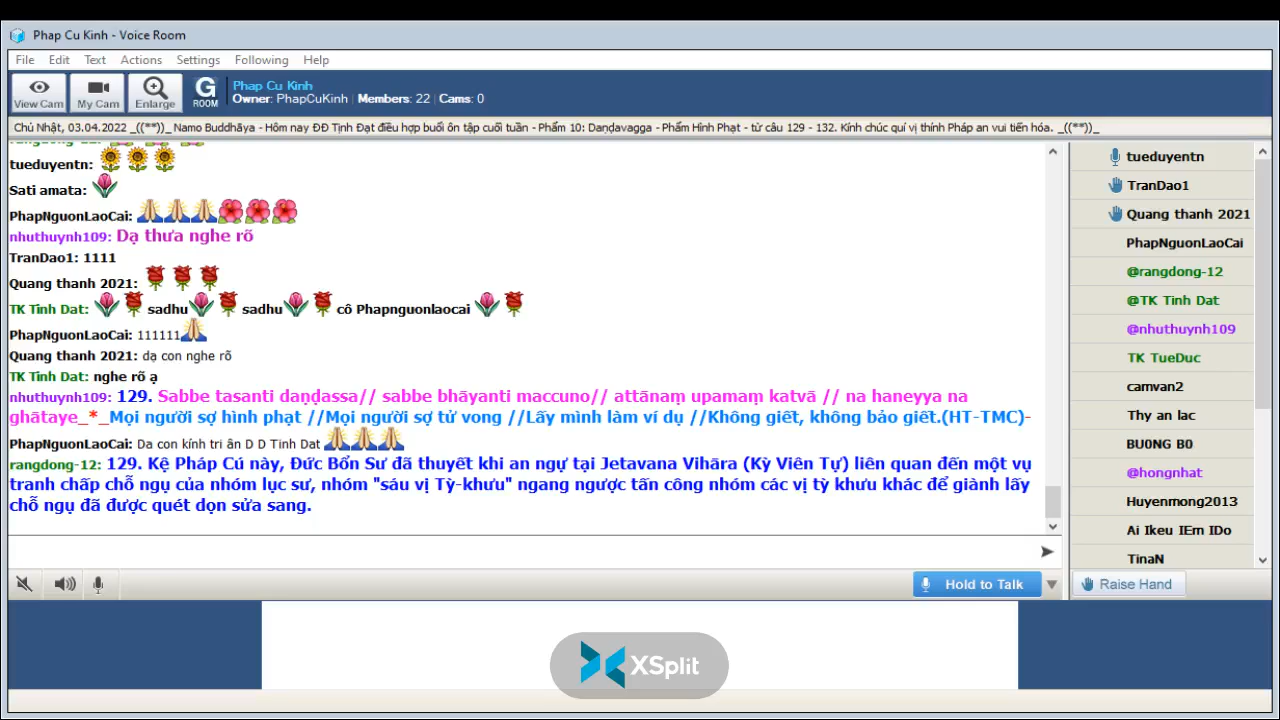 Phap Cu Kinh - Voice Room
File Edit Text Actions Settings Following Help
View Cam My Cam Enlarge G ROOM
Phap Cu Kinh
Owner: PhapCuKinh | Members: 22 | Cams: 0
Chủ Nhật, 03.04.2022 _((**))_ Namo Buddhāya - Hôm nay ĐĐ Tịnh Đạt điều hợp buổi ôn tập cuối tuần - Phẩm 10: Daṇḍavagga - Phẩm Hình Phạt - từ câu 129 - 132. Kính chúc quí vị thính Pháp an vui tiến hóa. _((**)_
tueduyentn:
Sati amata:
PhapNguonLaoCai:
nhuthuynh109: Dạ thưa nghe rõ
TranDao1: 1111
Quang thanh 2021:
TK Tinh Dat: sadhu sadhu cô Phapnguonlaocai
PhapNguonLaoCai: 111111
Quang thanh 2021: dạ con nghe rõ
TK Tinh Dat: nghe rõ ạ
nhuthuynh109: 129. Sabbe tasanti daṇḍassa// sabbe bhāyanti maccuno// attānaṃ upamaṃ katvā // na haneyya na
ghātaye_*_Mọi người sợ hình phạt //Mọi người sợ tử vong //Lấy mình làm ví dụ //Không giết, không bảo giết.(HT-TMC)-
PhapNguonLaoCai: Da con kính tri ân D D Tinh Dat
rangdong-12: 129. Kệ Pháp Cú này, Đức Bổn Sư đã thuyết khi an ngự tại Jetavana Vihāra (Kỳ Viên Tự) liên quan đến một vụ
tranh chấp chỗ ngụ của nhóm lục sư, nhóm "sáu vị Tỳ-khưu" ngang ngược tấn công nhóm các vị tỳ khưu khác để giành lấy
chỗ ngụ đã được quét dọn sửa sang.
tueduyentn
TranDao1
Quang thanh 2021
PhapNguonLaoCai
@rangdong-12
@TK Tinh Dat
@nhuthuynh109
TK TueDuc
camvan2
Thy an lac
BU0NG B0
@hongnhat
Huyenmong2013
Ai Ikeu IEm IDo
TinaN
Hold to Talk
Raise Hand
XSplit